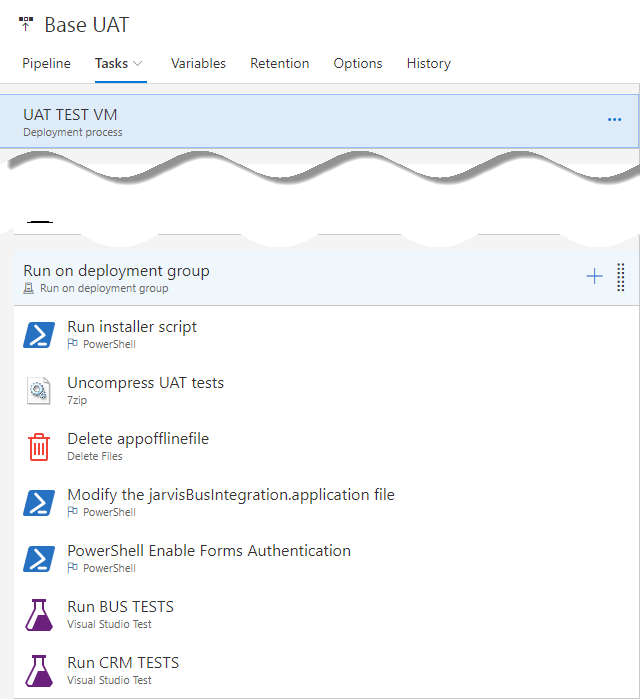 Base UAT
Pipeline Tasks Variables Retention Options History
UAT TEST VM
Deployment process
Run on deployment group
Run on deployment group
Run installer script
PowerShell
Uncompress UAT tests
7zip
Delete appofflinefile
Delete Files
Modify the jarvisBusIntegration.application file
PowerShell
PowerShell Enable Forms Authentication
PowerShell
Run BUS TESTS
Visual Studio Test
Run CRM TESTS
Visual Studio Test